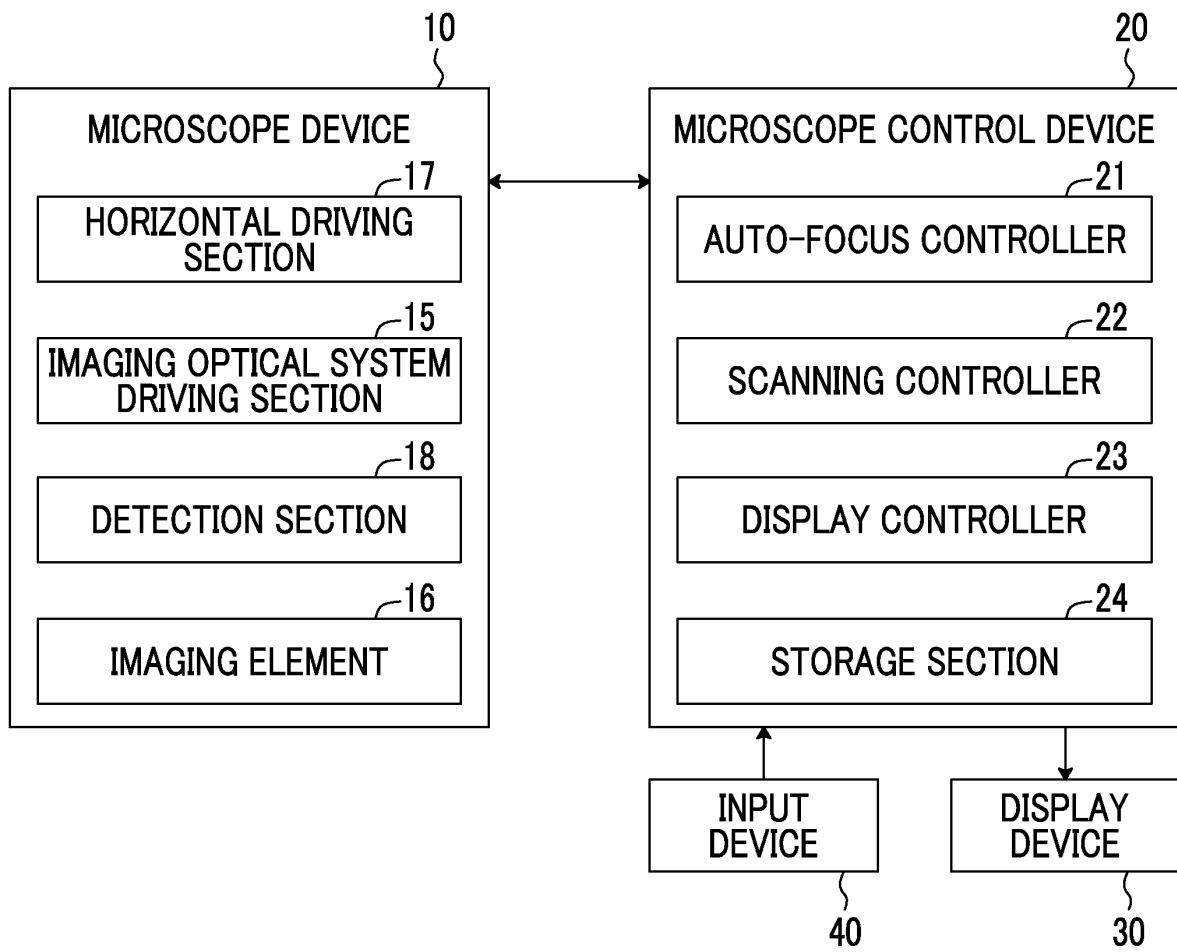 10
MICROSCOPE DEVICE
17
HORIZONTAL DRIVING
SECTION
15
IMAGING OPTICAL SYSTEM
DRIVING SECTION
18
DETECTION SECTION
16
IMAGING ELEMENT
20
MICROSCOPE CONTROL DEVICE
21
AUTO-FOCUS CONTROLLER
22
SCANNING CONTROLLER
23
DISPLAY CONTROLLER
24
STORAGE SECTION
INPUT
DEVICE
40
DISPLAY
DEVICE
30